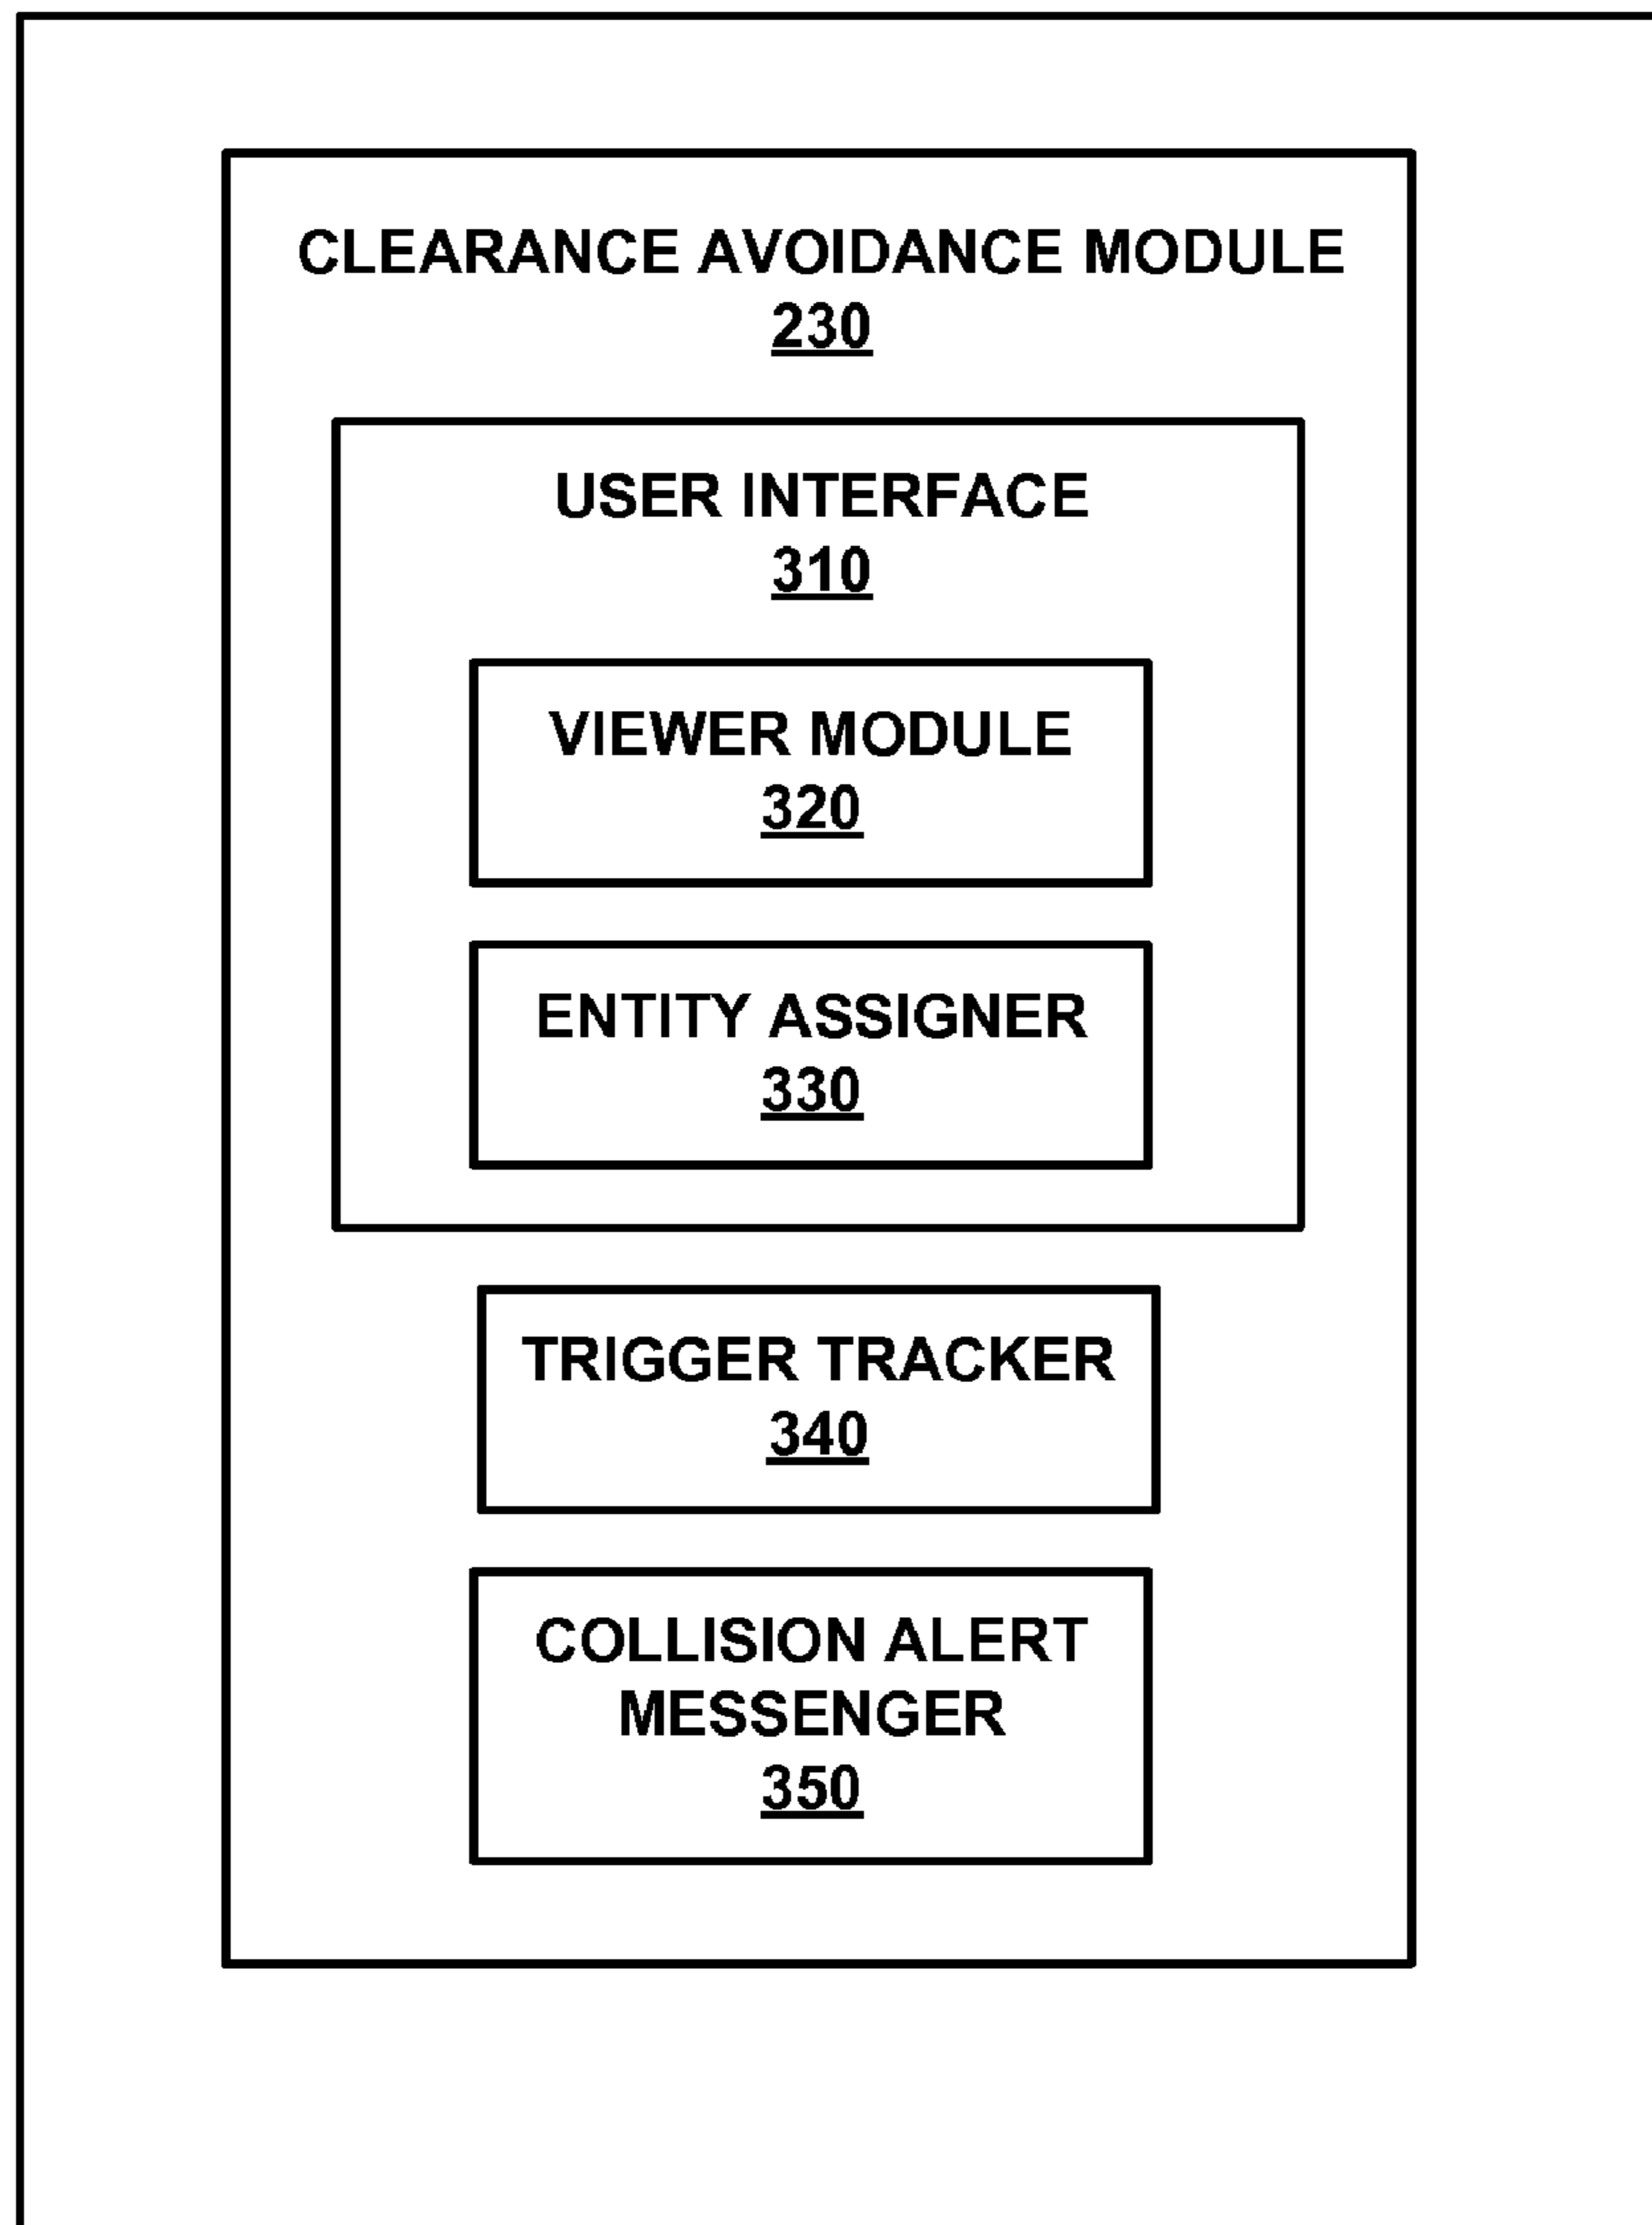 CLEARANCE AVOIDANCE MODULE
230
USER INTERFACE
310
VIEWER MODULE
320
ENTITY ASSIGNER
330
TRIGGER TRACKER
340
COLLISION ALERT
MESSENGER
350